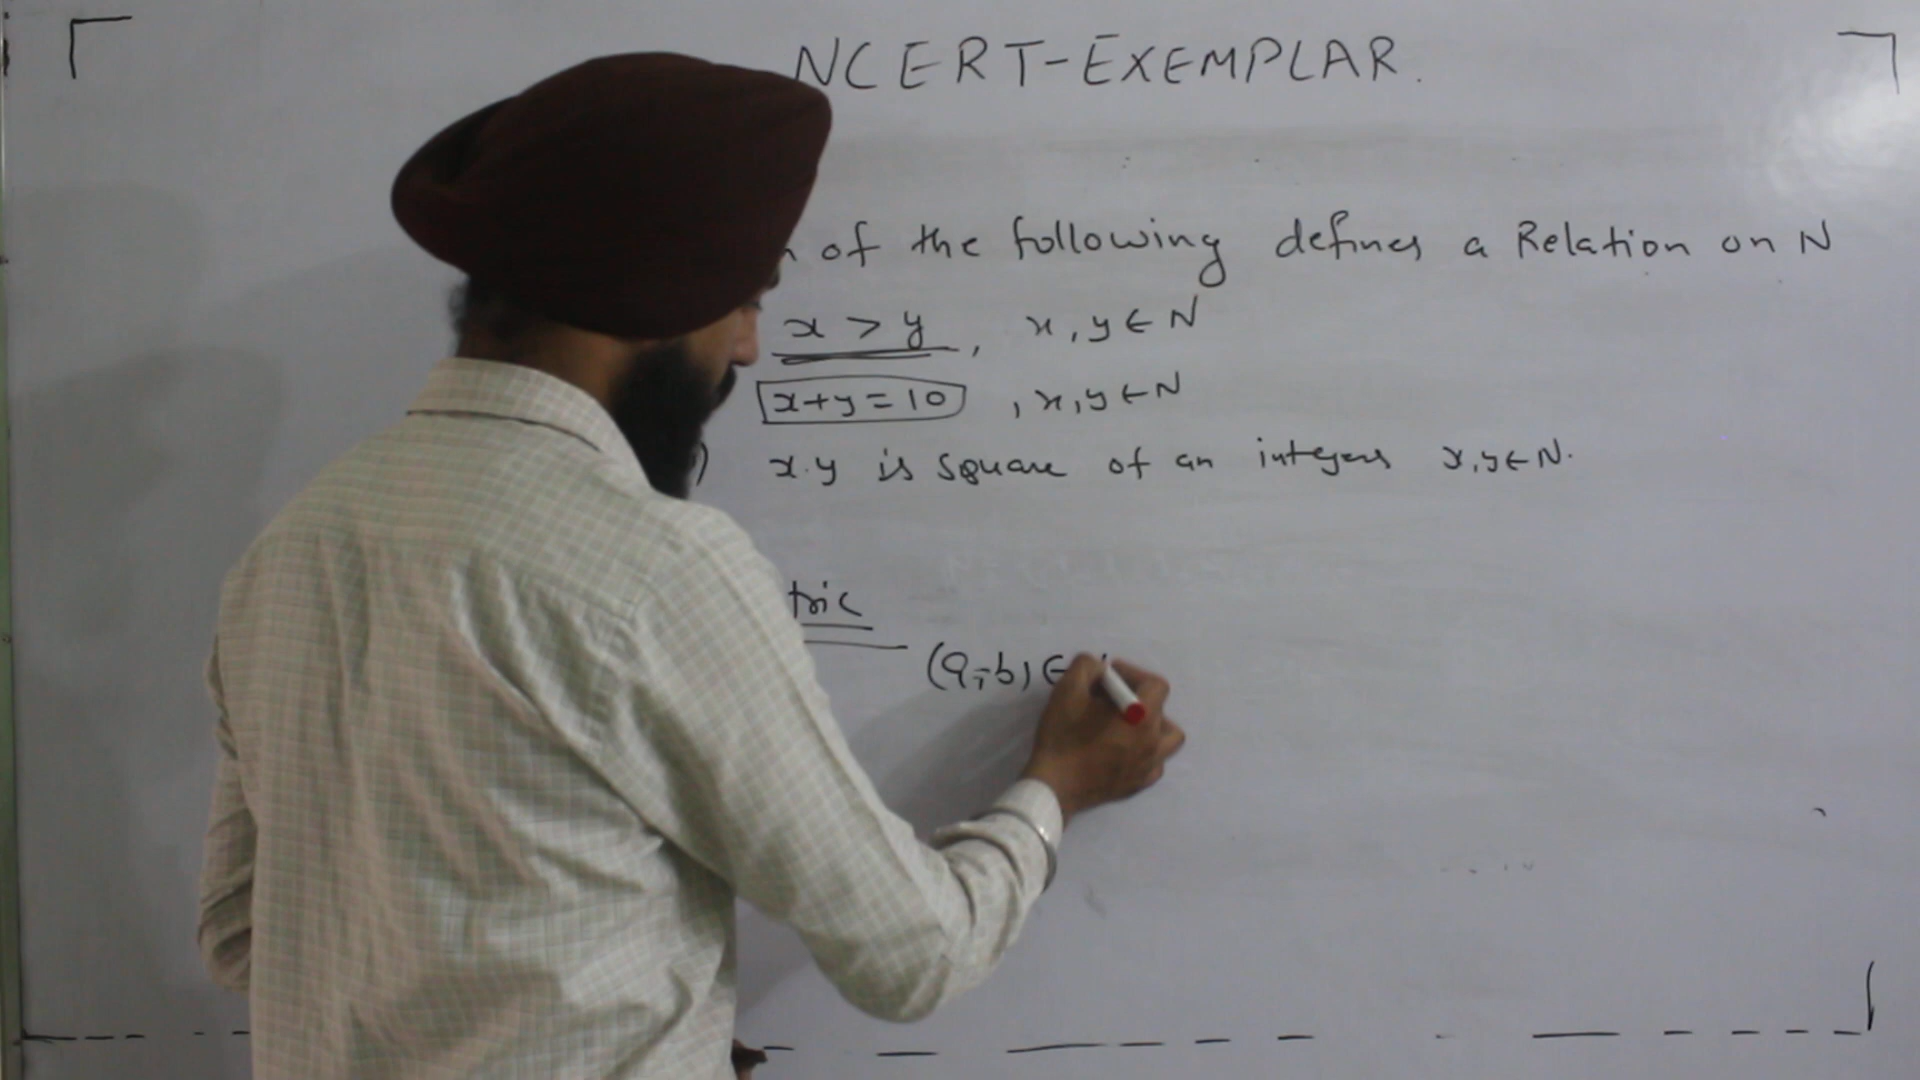 NCERT-EXEMPLAR.
of the following defines a Relation on N
x > y , x, y ∈ N
x+y=10 , x, y ∈ N
) x.y is square of an integers x, y ∈ N.
tric
(a, b) ∈